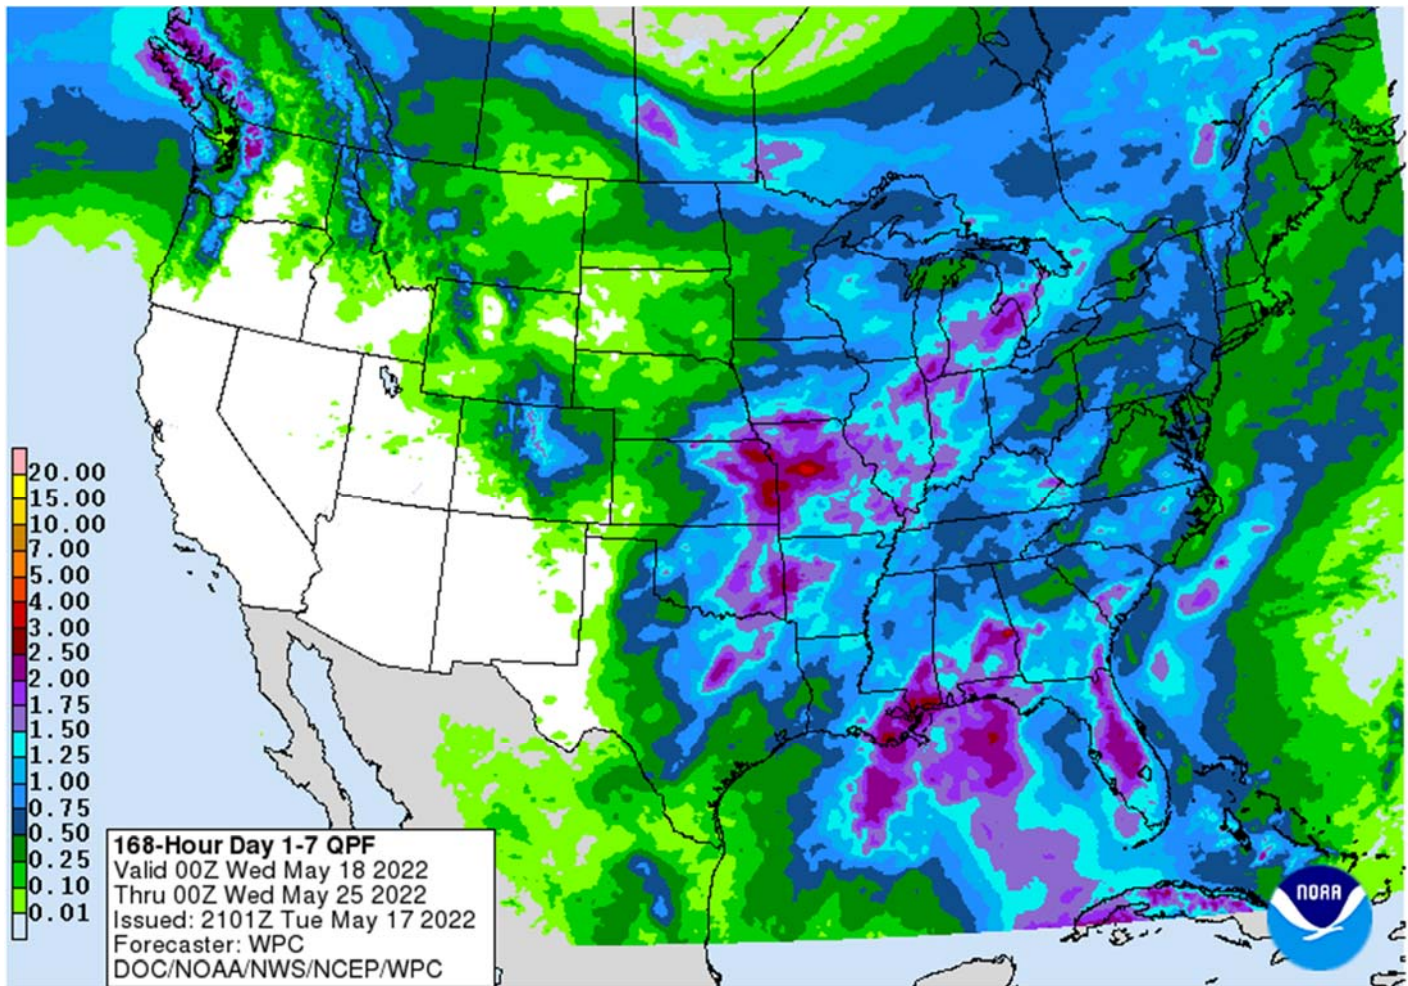 20.00
15.00
10.00
7.00
5.00
4.00
3.00
2.50
2.00
1.75
1.50
1.25
1.00
0.75
0.50
0.25
0.10
0.01
168-Hour Day 1-7 QPF
Valid 00Z Wed May 18 2022
Thru 00Z Wed May 25 2022
Issued: 2101Z Tue May 17 2022
Forecaster: WPC
DOC/NOAA/NWS/NCEP/WPC
NOAA